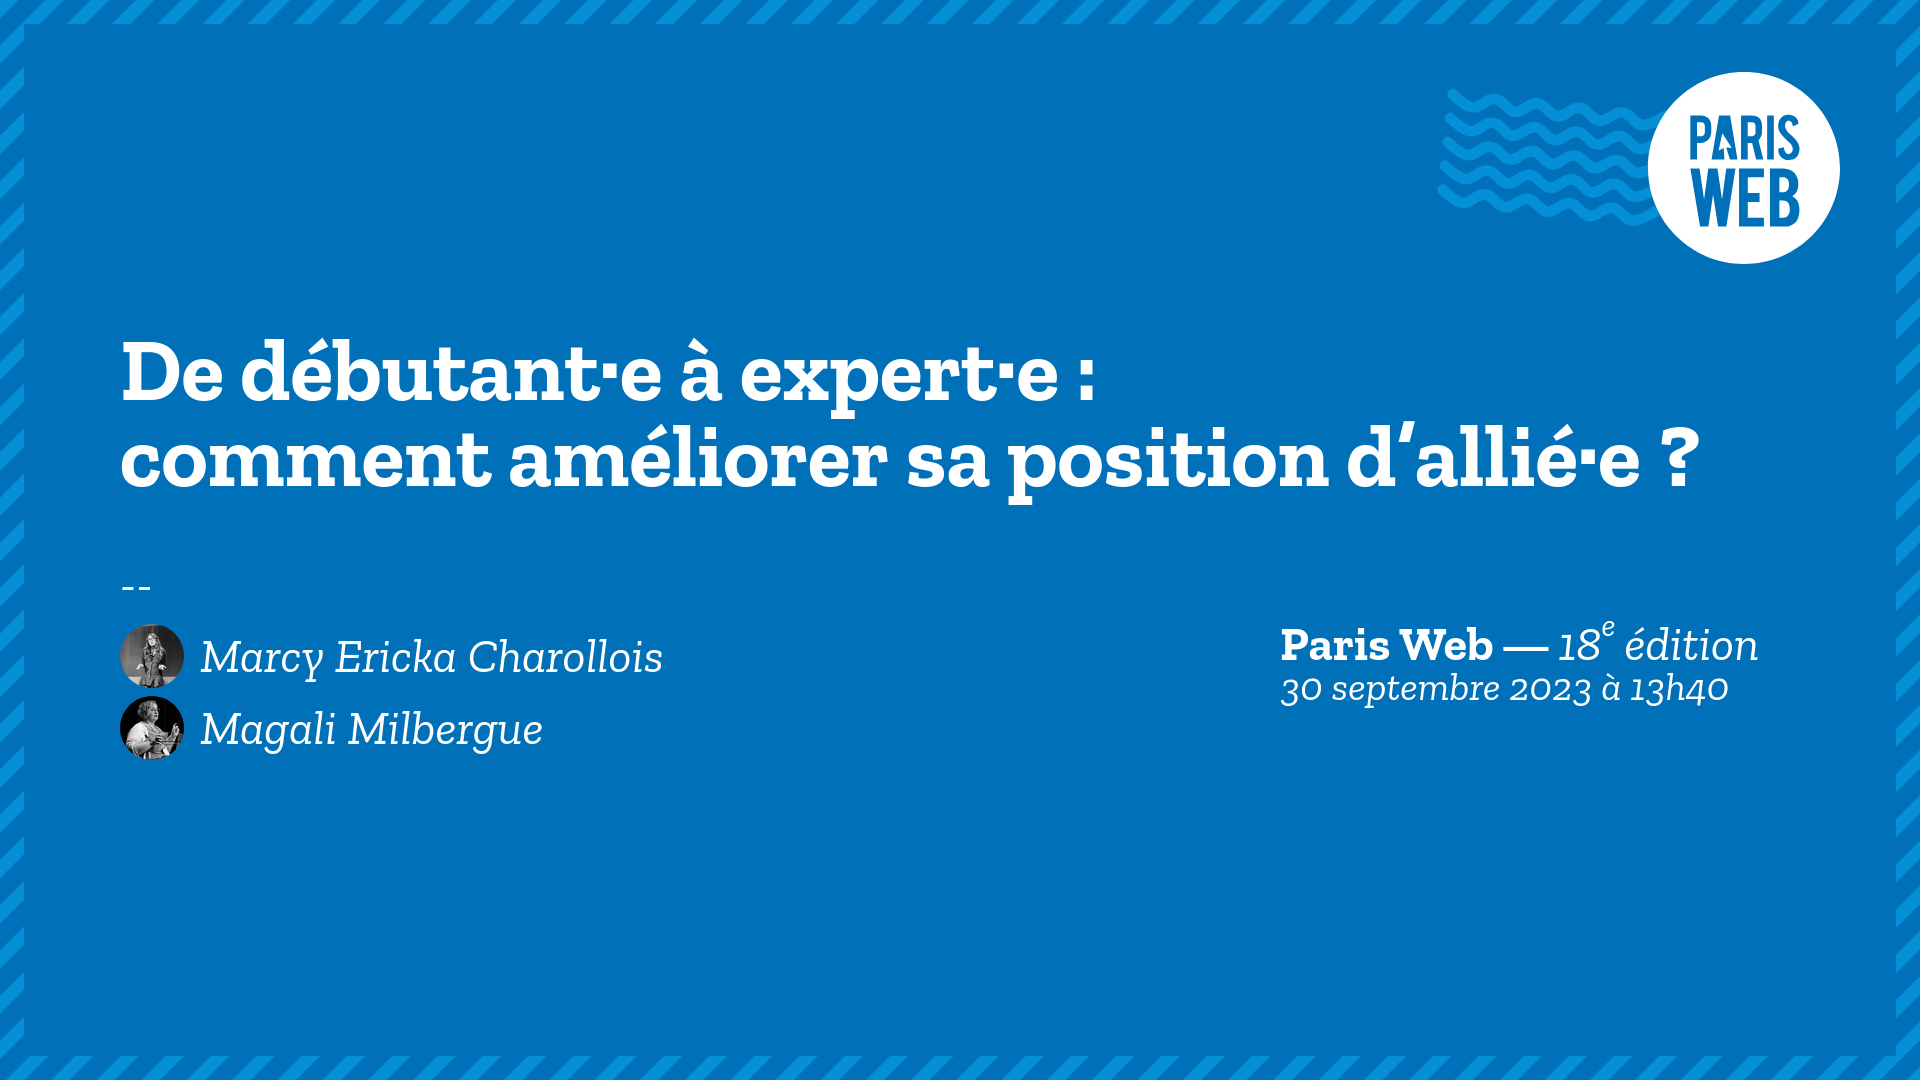 PARIS
WEB
De débutant·e à expert·e :
comment améliorer sa position d’allié·e ?
--
Marcy Ericka Charollois
Magali Milbergue
Paris Web — 18e édition
30 septembre 2023 à 13h40